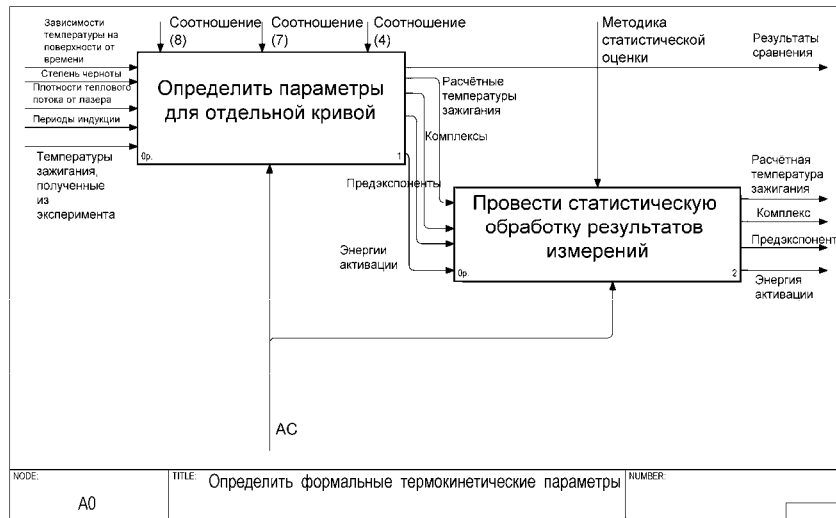 Зависимости
температуры на
поверхности от
времени
Степень черноты
Плотности теплового
потока от лазера
Периоды индукции
Температуры
зажигания,
полученные
из
эксперимента
Соотношение
(8)
Соотношение
(7)
Соотношение
(4)
Определить параметры
для отдельной кривой
0р.
1
Методика
статистической
оценки
Результаты
сравнения
Расчётные
температуры
зажигания
Комплексы
Предэкспоненты
Энергии
активации
Провести статистическую
обработку результатов
измерений
0р.
2
Расчётная
температура
зажигания
Комплекс
Предэкспонент
Энергия
активации
АС
NODE:
A0
TITLE:
Определить формальные термокинетические параметры
NUMBER: